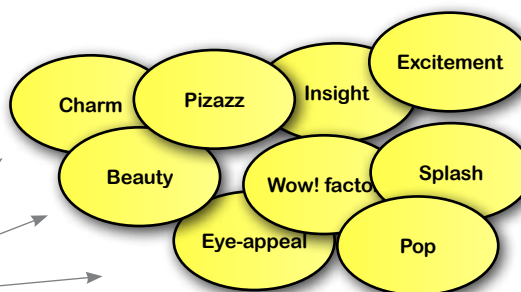 Excitement
Insight
Pizazz
Charm
Splash
Beauty
Wow! facto
Eye-appeal
Pop